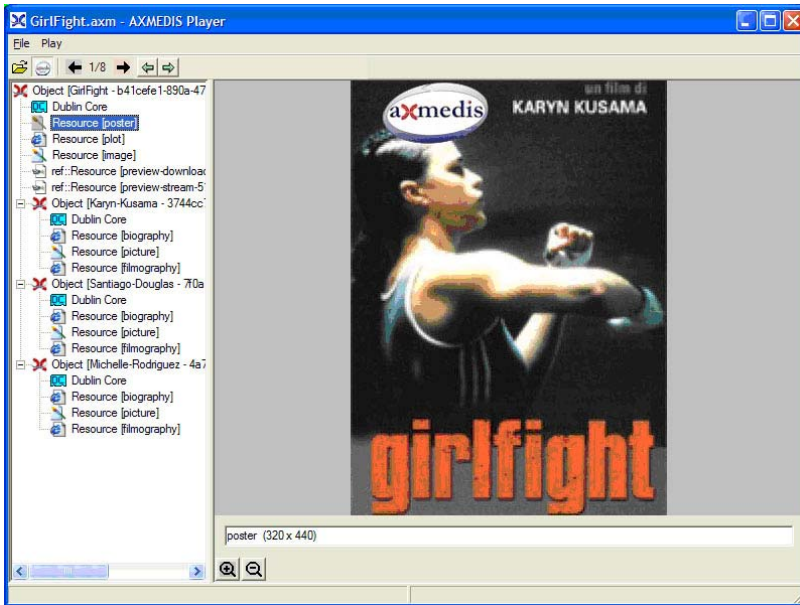 GirlFight.axm - AXMEDIS Player
File Play
1/8
Object [GirlFight - b41cefe1-890a-47
Dublin Core
Resource [poster]
Resource [plot]
Resource [image]
ref::Resource [preview-download
ref::Resource [preview-stream-5
Object [Karyn-Kusama - 3744cc
Dublin Core
Resource [biography]
Resource [picture]
Resource [filmography]
Object [Santiago-Douglas - 7f0a
Dublin Core
Resource [biography]
Resource [picture]
Resource [filmography]
Object [Michelle-Rodriguez - 4a7
Dublin Core
Resource [biography]
Resource [picture]
Resource [filmography]
un film di
axmedis
KARYN KUSAMA
girlfight
poster (320 x 440)